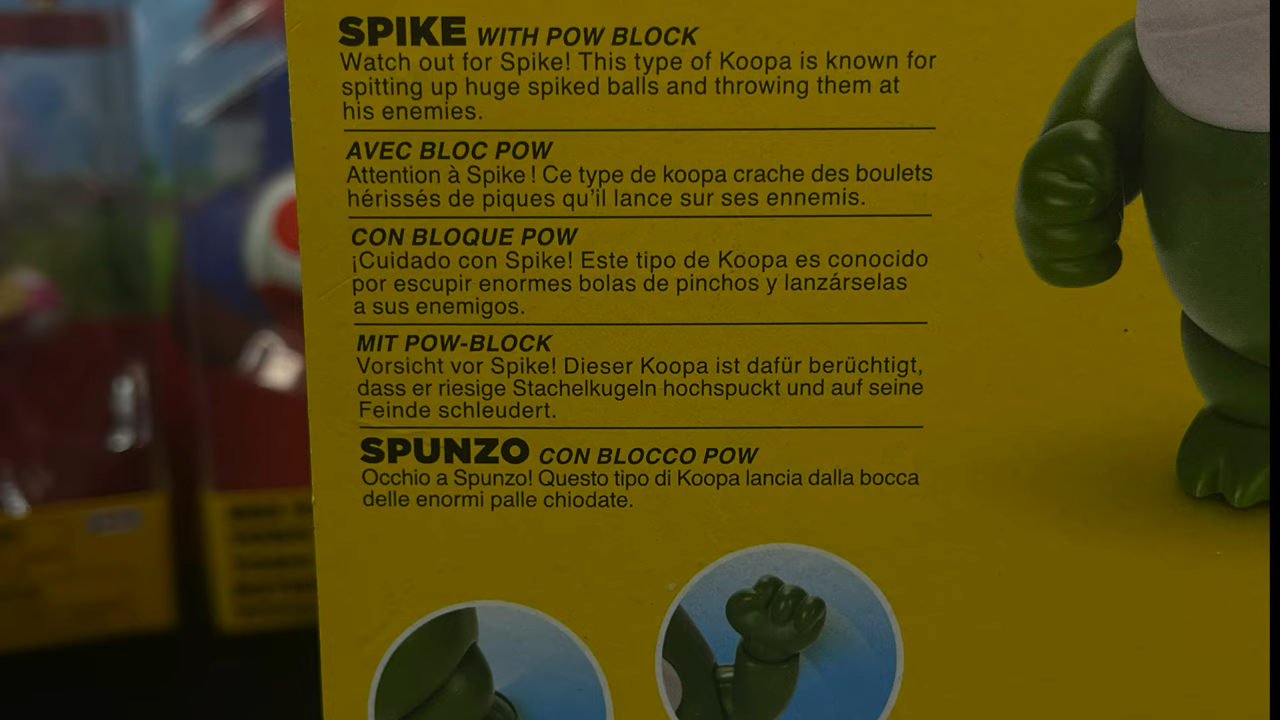 SPIKE WITH POW BLOCK
Watch out for Spike! This type of Koopa is known for
spitting up huge spiked balls and throwing them at
his enemies.
AVEC BLOC POW
Attention à Spike ! Ce type de koopa crache des boulets
hérissés de piques qu'il lance sur ses ennemis.
CON BLOQUE POW
¡Cuidado con Spike! Este tipo de Koopa es conocido
por escupir enormes bolas de pinchos y lanzárselas
a sus enemigos.
MIT POW-BLOCK
Vorsicht vor Spike! Dieser Koopa ist dafür berüchtigt,
dass er riesige Stachelkugeln hochspuckt und auf seine
Feinde schleudert.
SPUNZO CON BLOCCO POW
Occhio a Spunzo! Questo tipo di Koopa lancia dalla bocca
delle enormi palle chiodate.